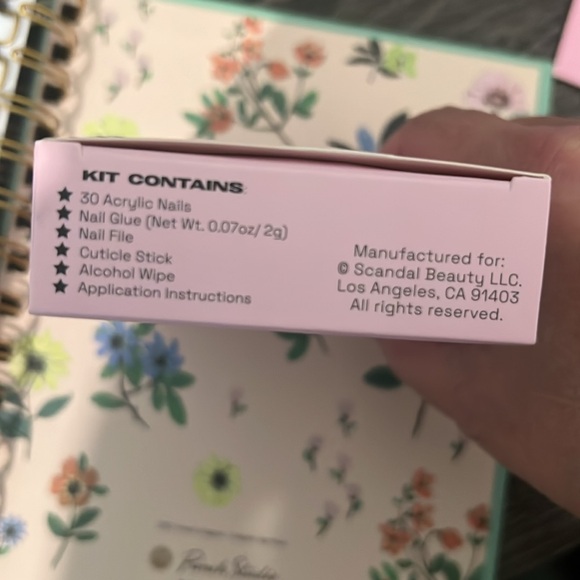 KIT CONTAINS:
30 Acrylic Nails
Nail Glue (Net Wt. 0.07oz/ 2g)
Nail File
Cuticle Stick
Alcohol Wipe
Application Instructions
Manufactured for:
© Scandal Beauty LLC.
Los Angeles, CA 91403
All rights reserved.